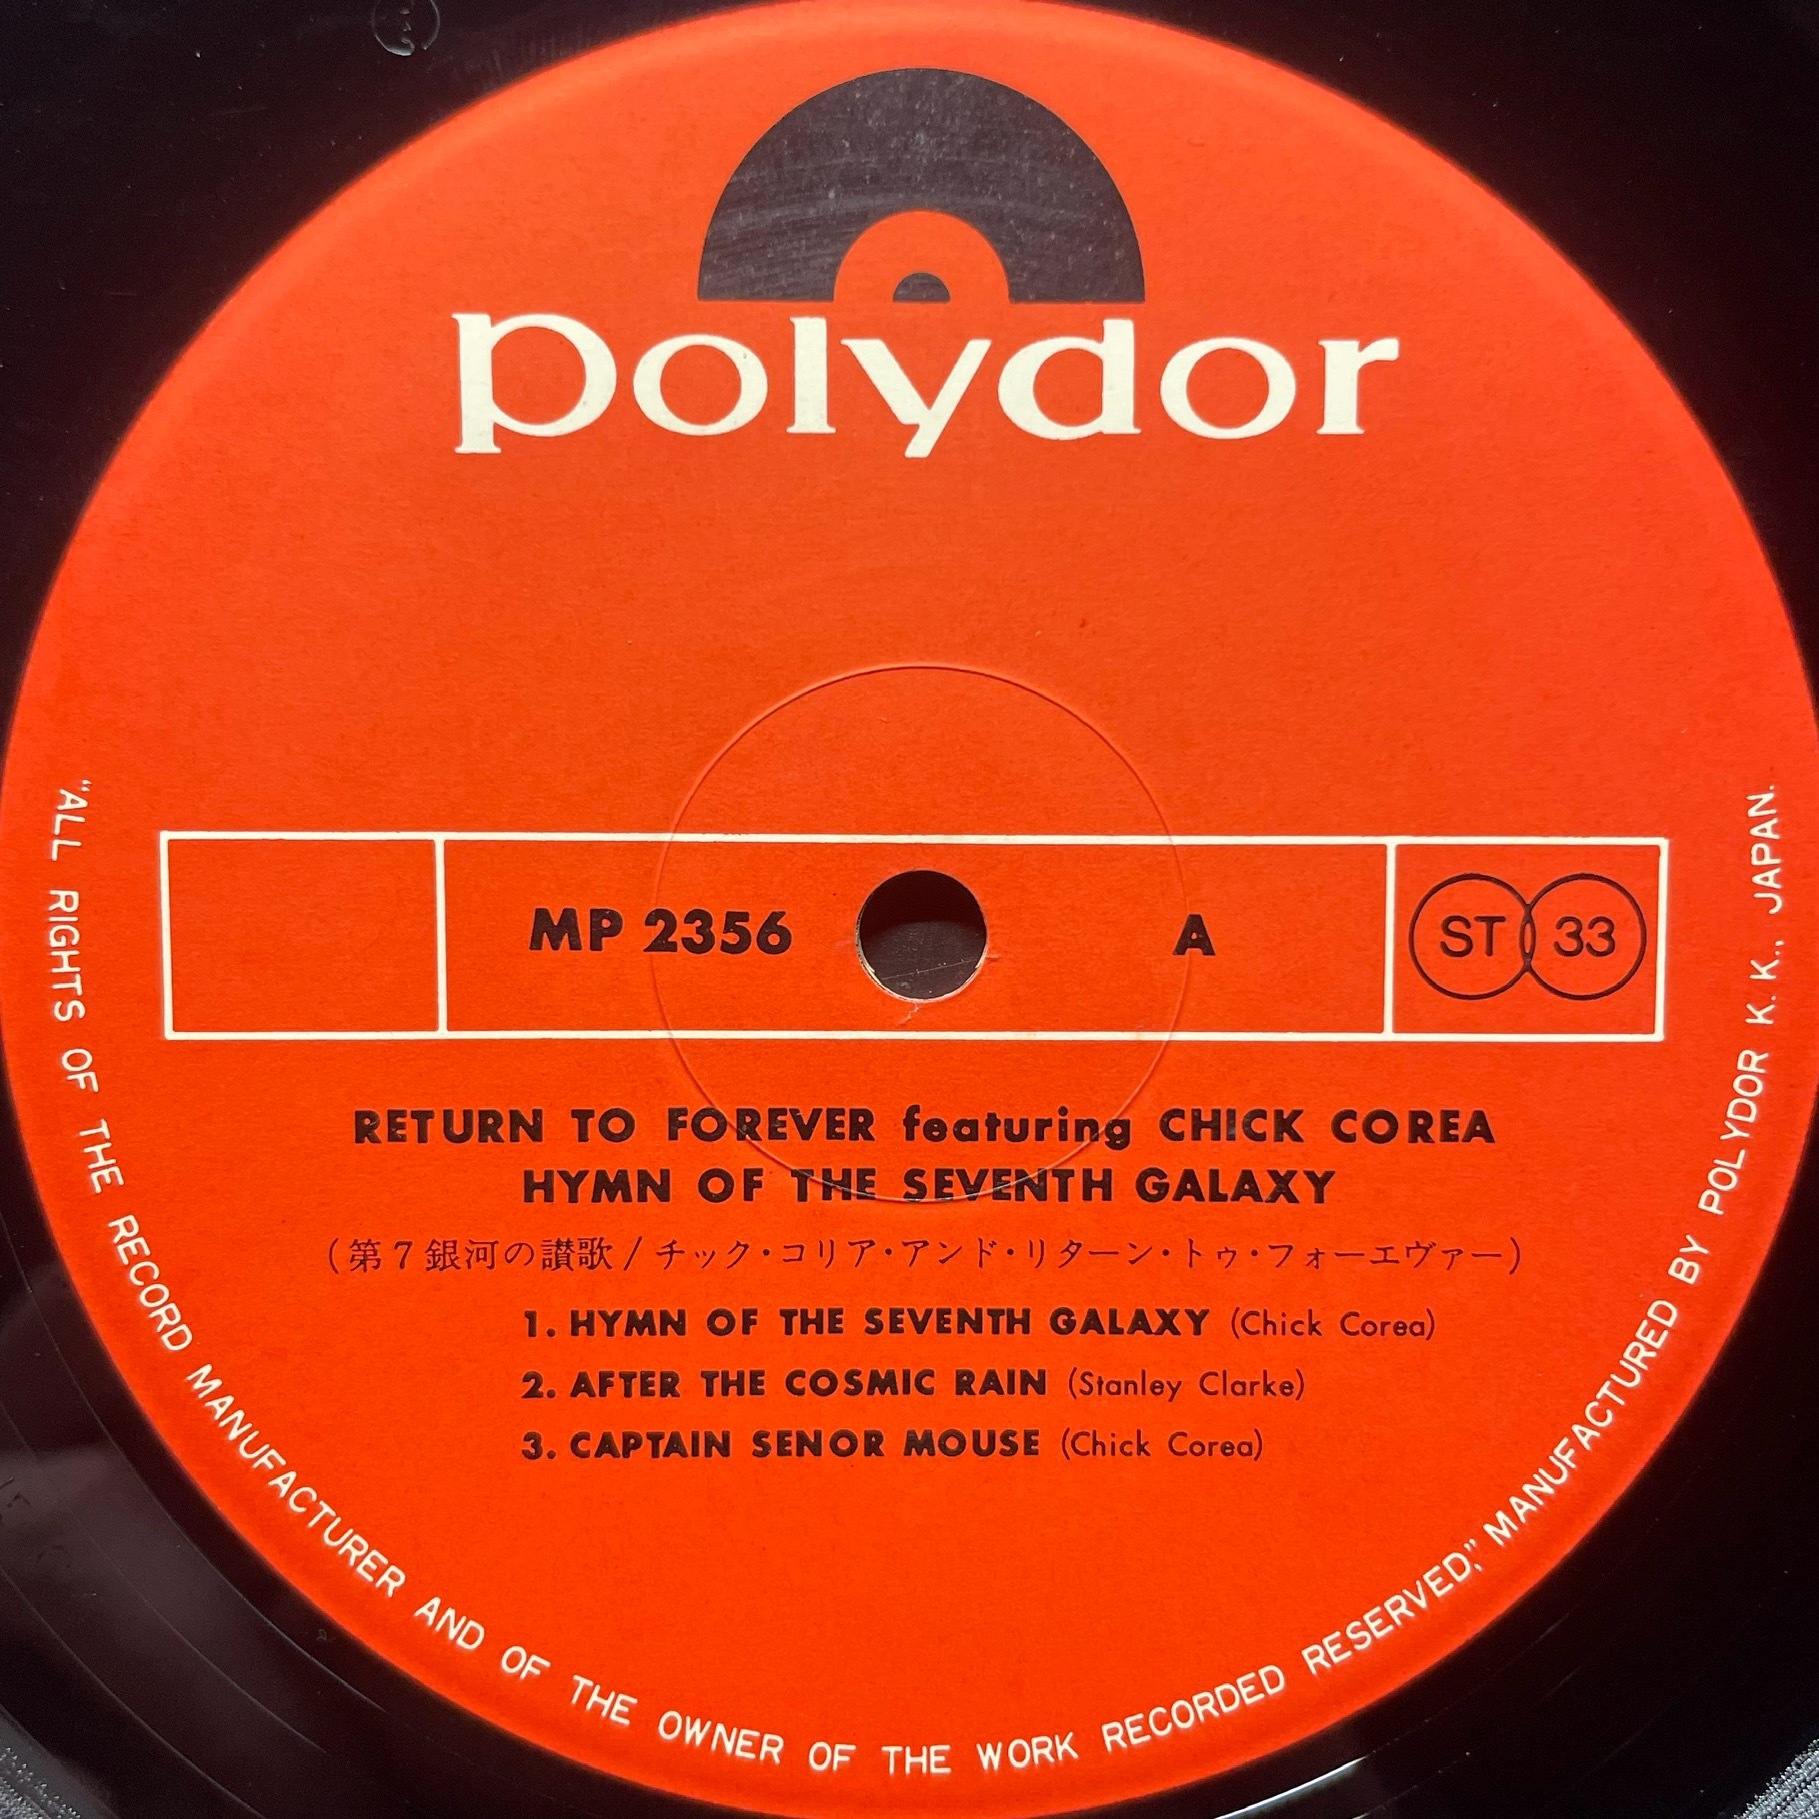 polydor
MP 2356 A ST 33
RETURN TO FOREVER featuring CHICK COREA
HYMN OF THE SEVENTH GALAXY
(第7銀河の讃歌/チック・コリア・アンド・リターン・トゥ・フォーエヴァー)
1. HYMN OF THE SEVENTH GALAXY (Chick Corea)
2. AFTER THE COSMIC RAIN (Stanley Clarke)
3. CAPTAIN SENOR MOUSE (Chick Corea)
"ALL RIGHTS OF THE RECORD MANUFACTURER AND OF THE OWNER OF THE WORK RECORDED RESERVED," MANUFACTURED BY POLYDOR K. K., JAPAN.